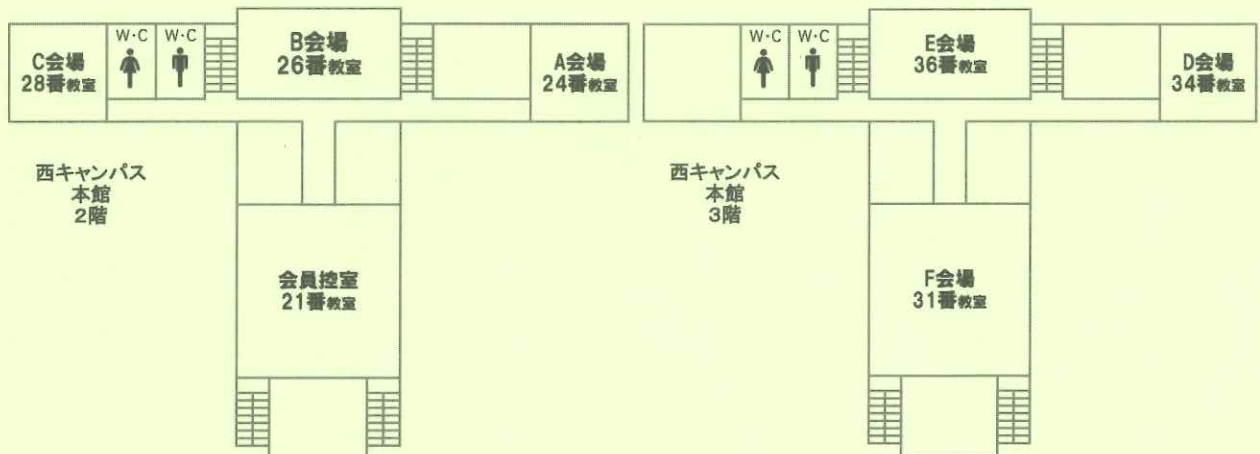 C会場
28番教室
W·C
W·C
B会場
26番教室
A会場
24番教室
西キャンパス
本館
2階
会員控室
21番教室
W·C
W·C
E会場
36番教室
D会場
34番教室
西キャンパス
本館
3階
F会場
31番教室